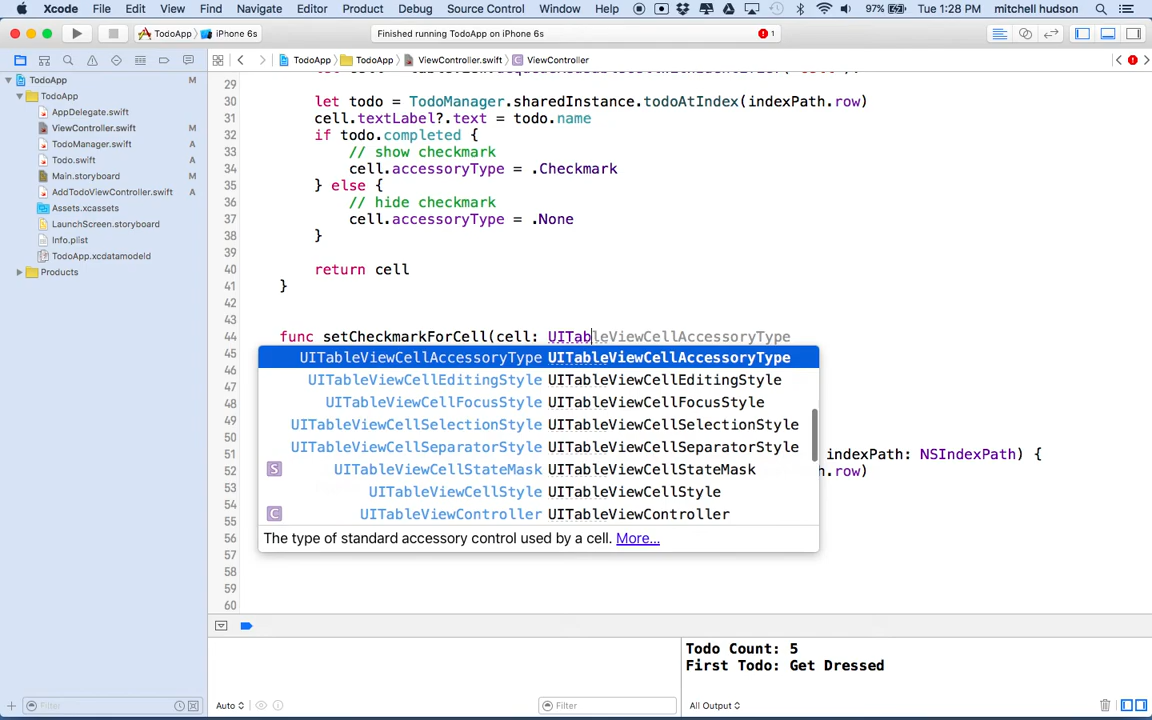 Xcode File Edit View Find Navigate Editor Product Debug Source Control Window Help 97% Tue 1:28 PM mitchell hudson
TodoApp iPhone 6s Finished running TodoApp on iPhone 6s 1
TodoApp TodoApp ViewController.swift ViewController
TodoApp M
TodoApp
AppDelegate.swift
ViewController.swift M
TodoManager.swift A
Todo.swift A
Main.storyboard M
AddTodoViewController.swift A
Assets.xcassets
LaunchScreen.storyboard
Info.plist
TodoApp.xcdatamodeld
Products
29
30 let todo = TodoManager.sharedInstance.todoAtIndex(indexPath.row)
31 cell.textLabel?.text = todo.name
32 if todo.completed {
33 // show checkmark
34 cell.accessoryType = .Checkmark
35 } else {
36 // hide checkmark
37 cell.accessoryType = .None
38 }
39
40 return cell
41 }
42
43
44 func setCheckmarkForCell(cell: UITableViewCellAccessoryType
45
46
47
48
49
50
51 indexPath: NSIndexPath) {
52 h.row)
53
54
55
56
57
58
59
60
UITableViewCellAccessoryType UITableViewCellAccessoryType
UITableViewCellEditingStyle UITableViewCellEditingStyle
UITableViewCellFocusStyle UITableViewCellFocusStyle
UITableViewCellSelectionStyle UITableViewCellSelectionStyle
UITableViewCellSeparatorStyle UITableViewCellSeparatorStyle
S UITableViewCellStateMask UITableViewCellStateMask
UITableViewCellStyle UITableViewCellStyle
C UITableViewController UITableViewController
The type of standard accessory control used by a cell. More...
Todo Count: 5
First Todo: Get Dressed
Filter Auto Filter All Output